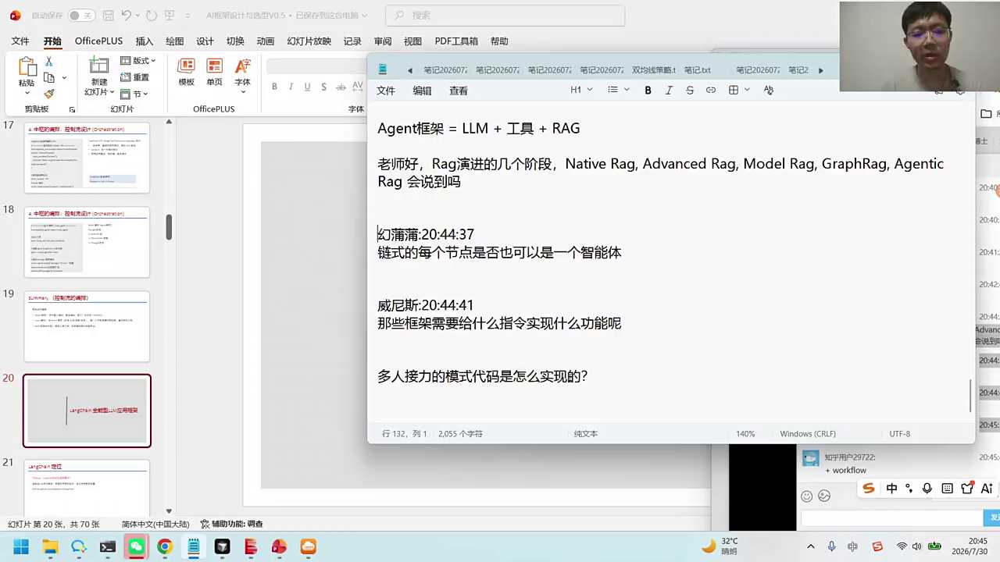 自动保存 关 AI框架设计与选型V0.5 • 已保存到这台电脑 搜索
文件 开始 OfficePLUS 插入 绘图 设计 切换 动画 幻灯片放映 记录 审阅 视图 PDF工具箱 帮助
粘贴 新建 幻灯片 版式 重置 节 模板 单页 字体
剪贴板 幻灯片 OfficePLUS 字体
17
4. 中枢的编排：控制流设计 (Orchestration)
18
4. 中枢的编排：控制流设计 (Orchestration)
19
Summary （控制流的编排）
20
LangChain 全能型LLM应用框架
21
LangChain 定位
幻灯片 第 20 张，共 70 张 简体中文(中国大陆) 辅助功能: 调查
笔记2026072 笔记2026072 笔记2026072 笔记2026072 双均线策略.t 笔记.txt 笔记2026072 笔记2
文件 编辑 查看 H1
Agent框架 = LLM + 工具 + RAG
老师好，Rag演进的几个阶段，Naive Rag, Advanced Rag, Model Rag, GraphRag, Agentic
Rag 会说到吗
幻蒲蒲:20:44:37
图式的每个节点是否也可以是一个智能体
威廉斯:20:44:41
那些框架需要给什么指令实现什么功能呢
多人接力的模式代码是怎么实现的?
行 132，列 1 2,055 个字符 纯文本 140% Windows (CRLF) UTF-8
博士
20:40
20:40:
20:41:
20:42:
20:44:
Advanc
会说到吗
20:44:
20:44:
20:45:
知乎用户29722: 20:45:
+ workflow
中
发送
32°C
晴朗
20:45
2026/7/30